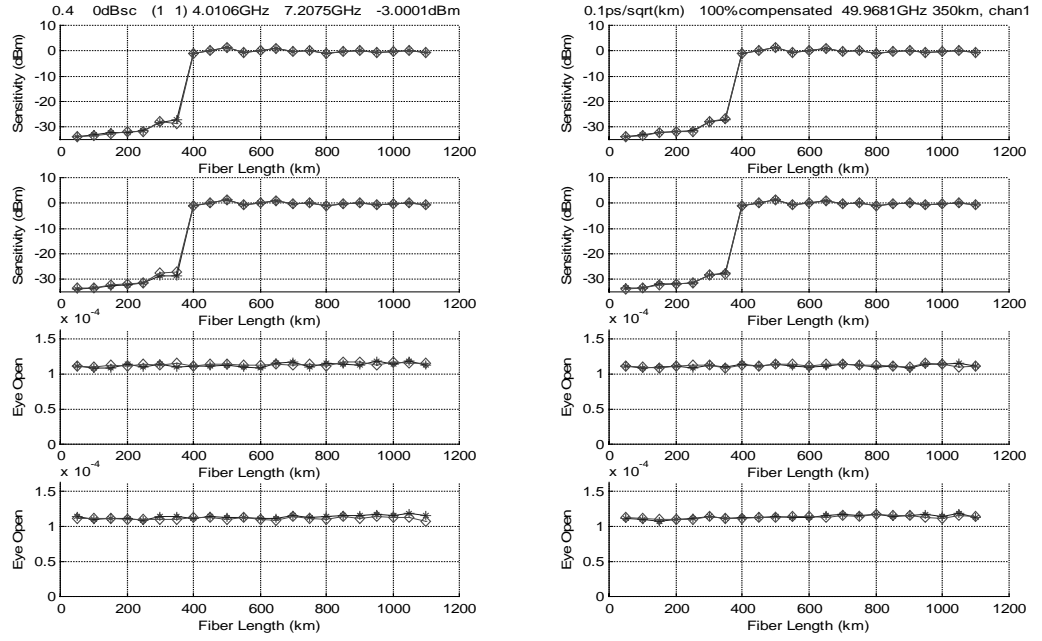 0.4 0dBsc (1 1) 4.0106GHz 7.2075GHz -3.0001dBm
0.1ps/sqrt(km) 100%compensated 49.9681GHz 350km, chan1
10
0
-10
-20
-30
Sensitivity (dBm)
0 200 400 600 800 1000 1200
Fiber Length (km)
10
0
-10
-20
-30
Sensitivity (dBm)
0 200 400 600 800 1000 1200
Fiber Length (km)
10
0
-10
-20
-30
Sensitivity (dBm)
0 200 400 600 800 1000 1200
Fiber Length (km)
10
0
-10
-20
-30
Sensitivity (dBm)
0 200 400 600 800 1000 1200
Fiber Length (km)
x 10^-4
1.5
1
0.5
0
Eye Open
0 200 400 600 800 1000 1200
Fiber Length (km)
x 10^-4
1.5
1
0.5
0
Eye Open
0 200 400 600 800 1000 1200
Fiber Length (km)
x 10^-4
1.5
1
0.5
0
Eye Open
0 200 400 600 800 1000 1200
Fiber Length (km)
x 10^-4
1.5
1
0.5
0
Eye Open
0 200 400 600 800 1000 1200
Fiber Length (km)